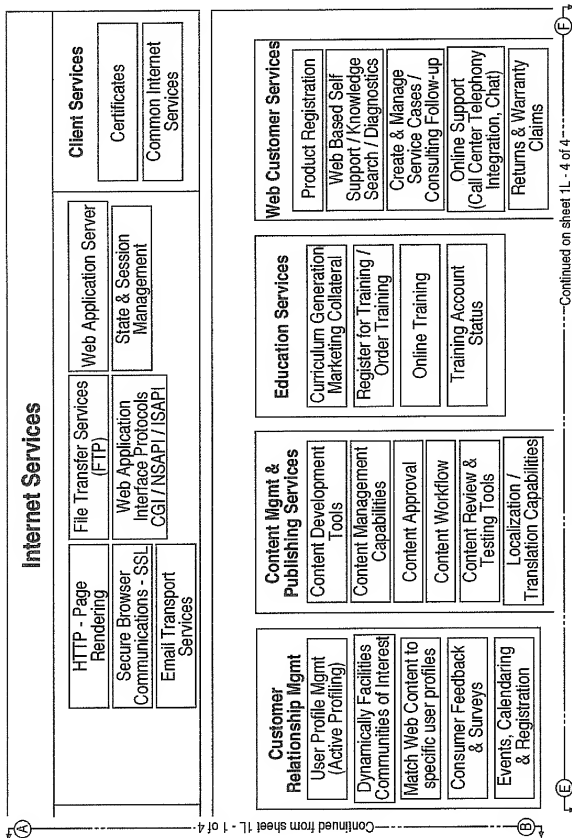 Internet Services
HTTP - Page
Rendering
Secure Browser
Communications - SSL
Email Transport
Services
File Transfer Services
(FTP)
Web Application
Interface Protocols
CGI / NSAPI / ISAPI
Web Application Server
State & Session
Management
Client Services
Certificates
Common Internet
Services
Customer
Relationship Mgmt
User Profile Mgmt
(Active Profiling)
Dynamically Facilities
Communities of Interest
Match Web Content to
specific user profiles
Consumer Feedback
& Surveys
Events, Calendaring
& Registration
Content Mgmt &
Publishing Services
Content Development
Tools
Content Management
Capabilities
Content Approval
Content Workflow
Content Review &
Testing Tools
Localization /
Translation Capabilities
Education Services
Curriculum Generation
Marketing Collateral
Register for Training /
Order Training
Online Training
Training Account
Status
Web Customer Services
Product Registration
Web Based Self
Support / Knowledge
Search / Diagnostics
Create & Manage
Service Cases /
Consulting Follow-up
Online Support
(Call Center Telephony
Integration, Chat)
Returns & Warranty
Claims
A
Continued from sheet 1L - 1 of 4
B
E
Continued on sheet 1L - 4 of 4
F